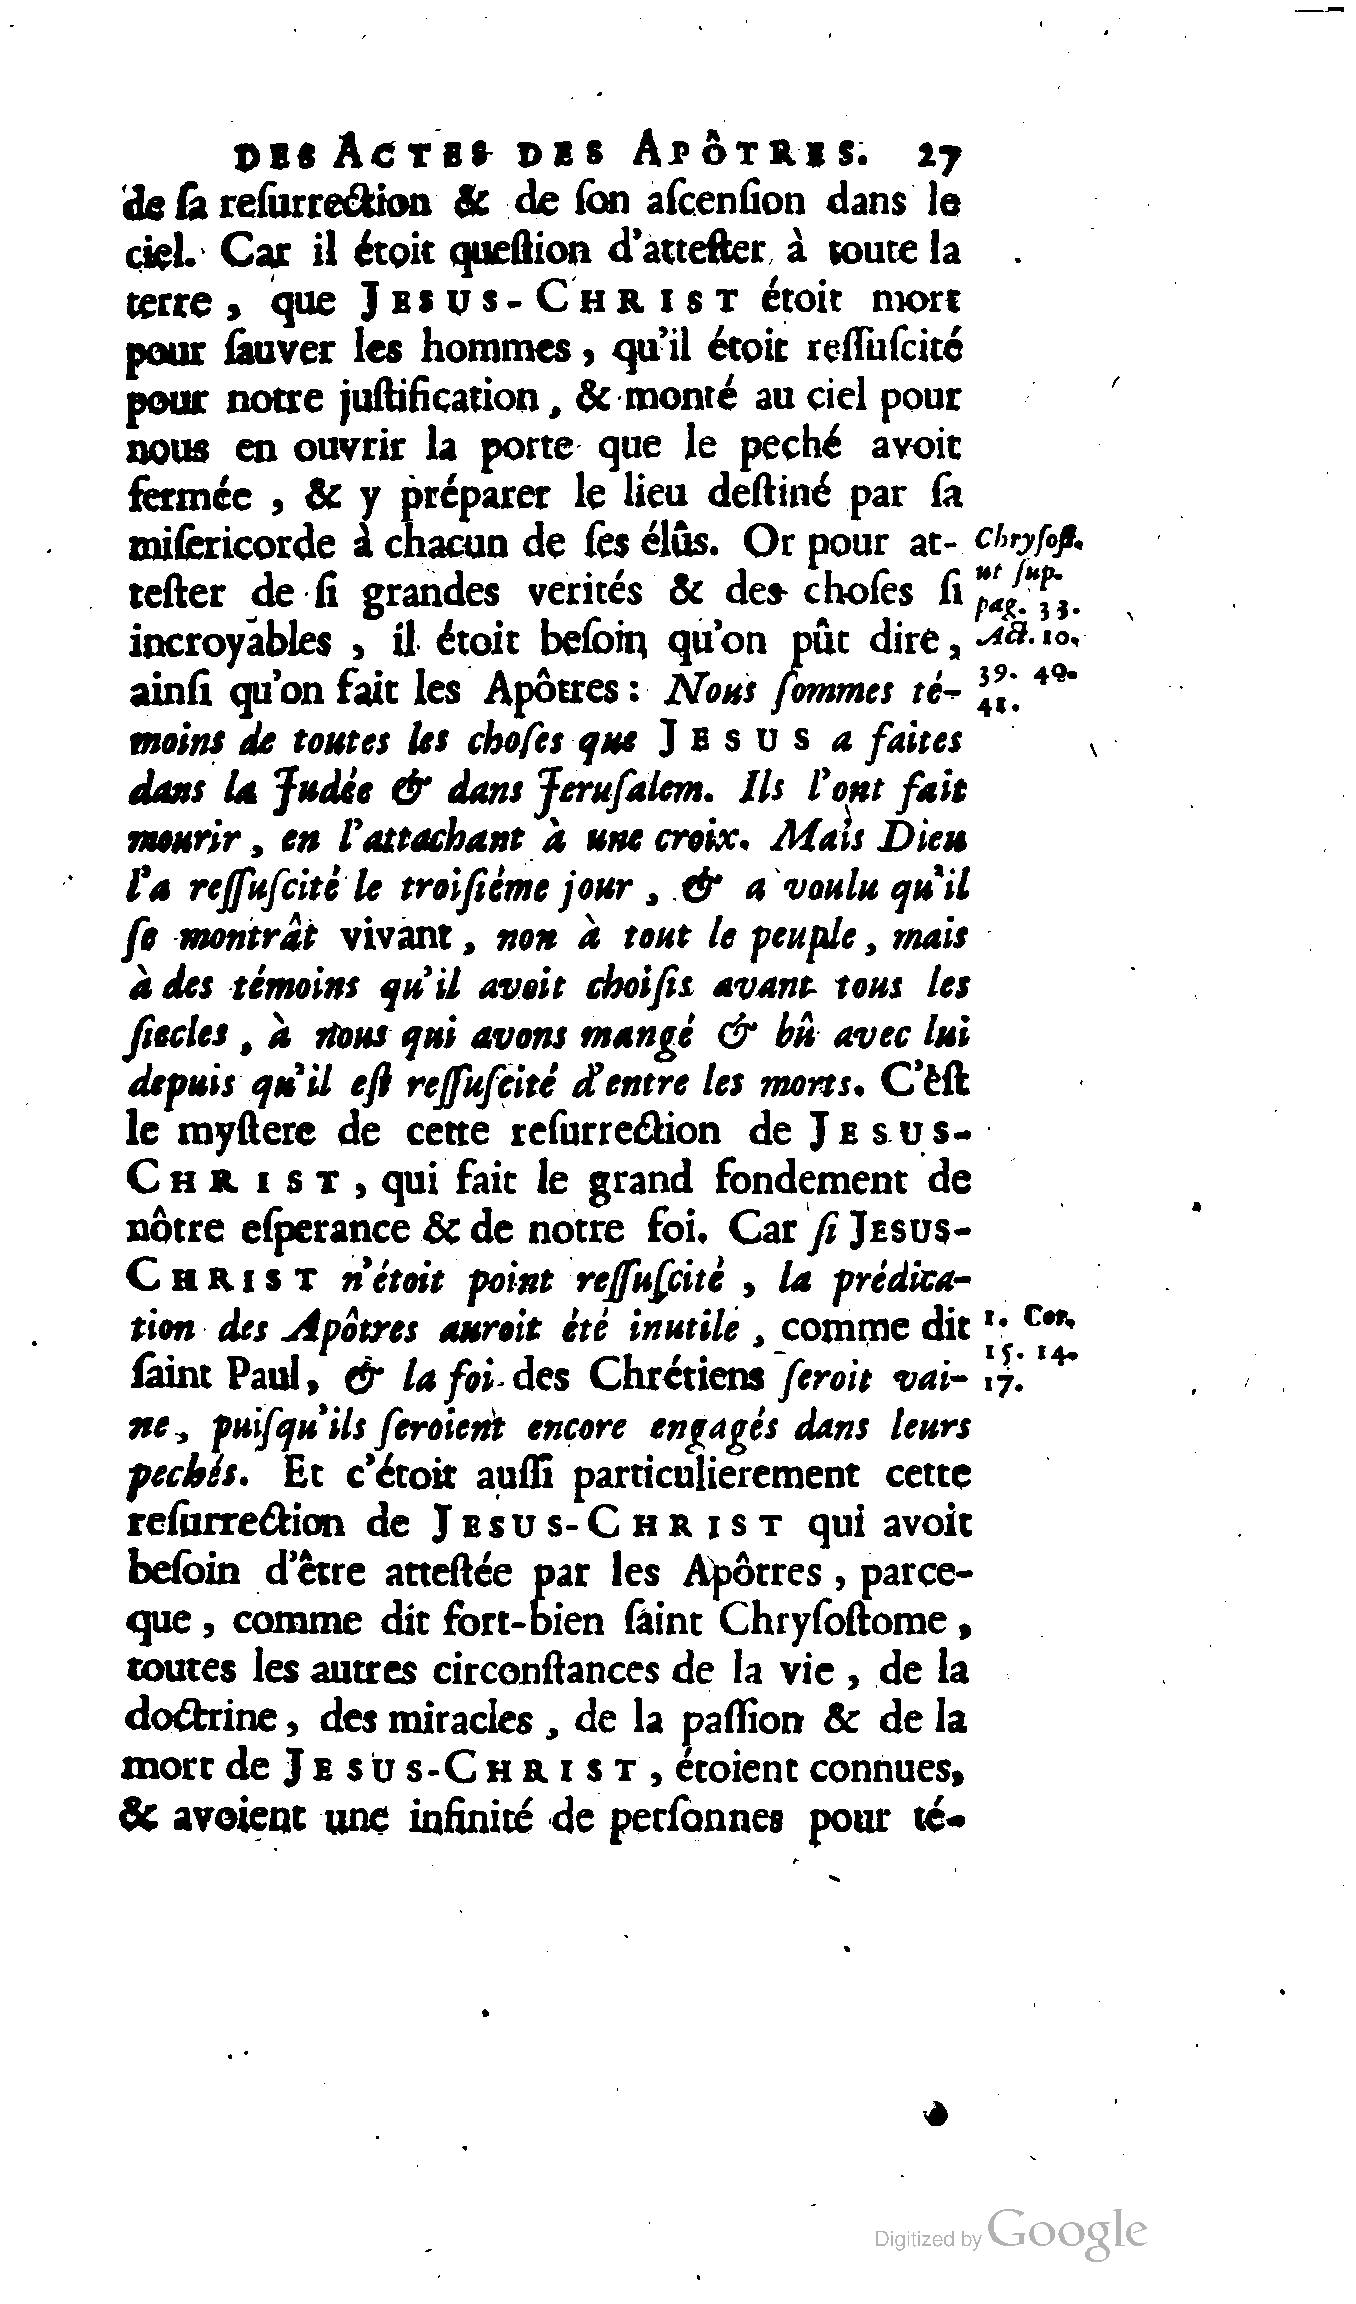 DES ACTES DES APÔTRES. 27
de ſa reſurrection & de ſon aſcenſion dans le
ciel. Car il étoit queſtion d'atteſter à toute la
terre, que JESUS-CHRIST étoit mort
pour ſauver les hommes, qu'il étoit reſſuſcité
pour notre juſtification, & monté au ciel pour
nous en ouvrir la porte que le peché avoit
fermée, & y préparer le lieu deſtiné par ſa
miſericorde à chacun de ſes élûs. Or pour at-
teſter de ſi grandes verités & des choſes ſi
incroyables, il étoit beſoin qu'on pût dire,
ainſi qu'on fait les Apôtres: Nous ſommes té-
moins de toutes les choſes que JESUS a faites
dans la Judée & dans Jeruſalem. Ils l'ont fait
mourir, en l'attachant à une croix. Mais Dieu
l'a reſſuſcité le troiſiéme jour, & a voulu qu'il
ſe montrât vivant, non à tout le peuple, mais
à des témoins qu'il avoit choiſis avant tous les
ſiecles, à nous qui avons mangé & bû avec lui
depuis qu'il eſt reſſuſcité d'entre les morts. C'èſt
le myſtere de cette reſurrection de JESUS-
CHRIST, qui fait le grand fondement de
nôtre eſperance & de notre foi. Car ſi JESUS-
CHRIST n'étoit point reſſuſcité, la prédica-
tion des Apôtres auroit été inutile, comme dit
ſaint Paul, & la foi des Chrétiens ſeroit vai-
ne, puiſqu'ils ſeroient encore engagés dans leurs
pechés. Et c'étoit auſſi particulierement cette
reſurrection de JESUS-CHRIST qui avoit
beſoin d'être atteſtée par les Apôtres, parce-
que, comme dit fort-bien ſaint Chryſoſtome,
toutes les autres circonſtances de la vie, de la
doctrine, des miracles, de la paſſion & de la
mort de JESUS-CHRIST, étoient connues,
& avoient une infinité de perſonnes pour té-
Chryſoſt.
ut ſup.
pag. 33.
Act. 10.
39. 40.
41.
1. Cor.
15. 14.
17.
Digitized by Google